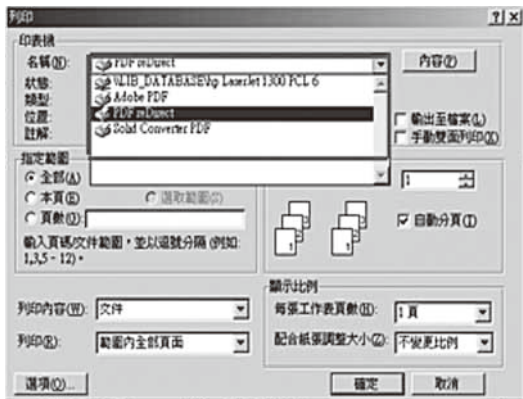 列印
印表機
名稱(N): PDF reDirect 內容(P)
狀態: \\LIB_DATABASE\hp LaserJet 1300 PCL 6
類型: Adobe PDF
位置: PDF reDirect 輸出至檔案(L)
註解: Solid Converter PDF 手動雙面列印(X)
指定範圍
全部(A) 1
本頁(E) 選取範圍(S)
頁數(G): 自動分頁(T)
輸入頁碼/文件範圍，並以逗號分隔 (例如:
1,3,5 - 12)。
顯示比例
列印內容(W): 文件 每張工作表頁數(H): 1 頁
列印(R): 範圍內全部頁面 配合紙張調整大小(Z): 不變更比例
選項(O)... 確定 取消